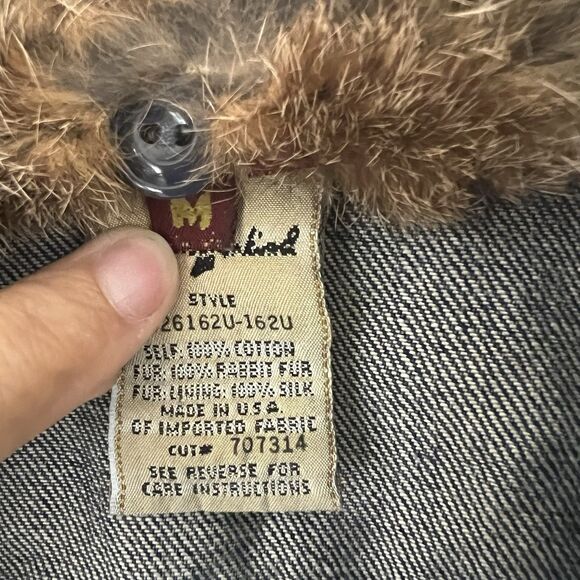 M
STYLE
26162U-162U
SELF: 100% COTTON
FUR: 100% RABBIT FUR
FUR LINING: 100% SILK
MADE IN U.S.A.
OF IMPORTED FABRIC
CUT# 707314
SEE REVERSE FOR
CARE INSTRUCTIONS